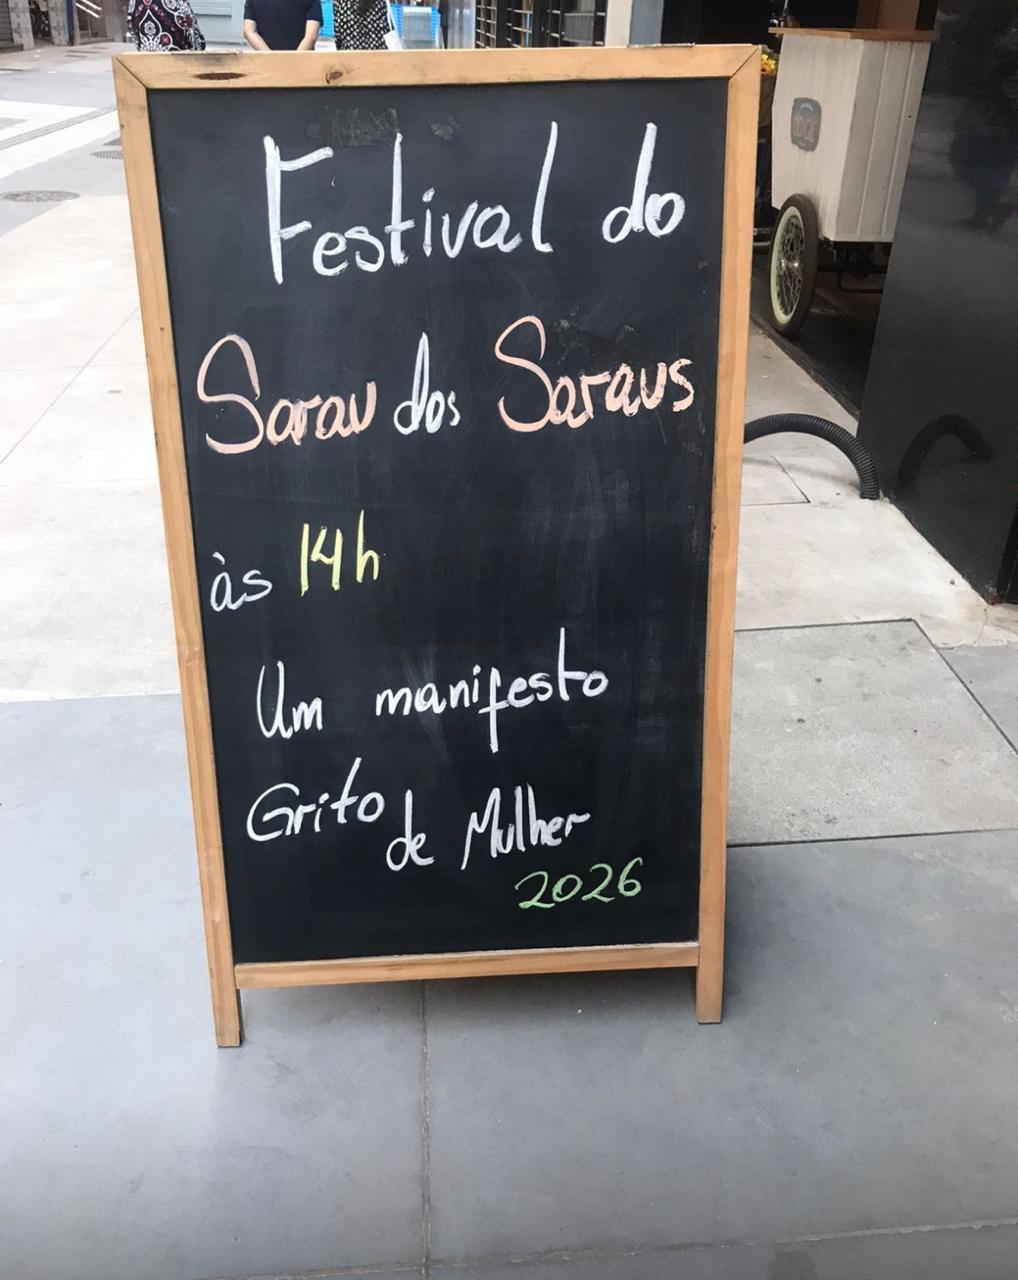 Festival do
Sarau dos Saraus
às 14h
Um manifesto
Grito de Mulher
2026